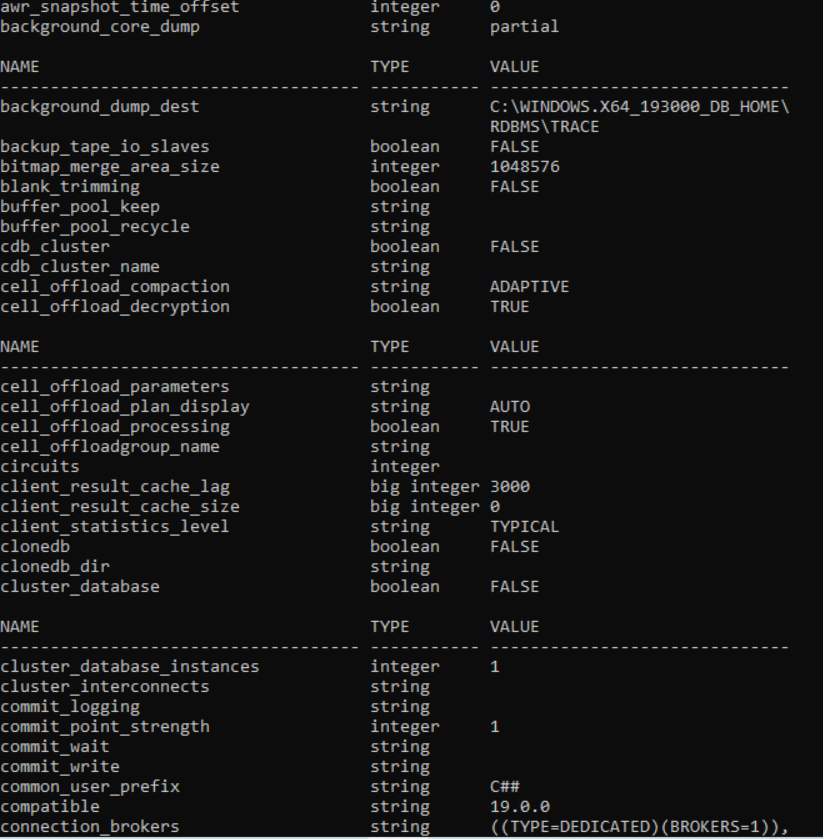 awr_snapshot_time_offset             integer     0
background_core_dump                 string      partial

NAME                                 TYPE        VALUE
------------------------------------ ----------- ------------------------------
background_dump_dest                 string      C:\WINDOWS.X64_193000_DB_HOME\
                                                 RDBMS\TRACE
backup_tape_io_slaves                boolean     FALSE
bitmap_merge_area_size               integer     1048576
blank_trimming                       boolean     FALSE
buffer_pool_keep                     string
buffer_pool_recycle                  string
cdb_cluster                          boolean     FALSE
cdb_cluster_name                     string
cell_offload_compaction              string      ADAPTIVE
cell_offload_decryption              boolean     TRUE

NAME                                 TYPE        VALUE
------------------------------------ ----------- ------------------------------
cell_offload_parameters              string
cell_offload_plan_display            string      AUTO
cell_offload_processing              boolean     TRUE
cell_offloadgroup_name               string
circuits                             integer
client_result_cache_lag              big integer 3000
client_result_cache_size             big integer 0
client_statistics_level              string      TYPICAL
clonedb                              boolean     FALSE
clonedb_dir                          string
cluster_database                     boolean     FALSE

NAME                                 TYPE        VALUE
------------------------------------ ----------- ------------------------------
cluster_database_instances           integer     1
cluster_interconnects                string
commit_logging                       string
commit_point_strength                integer     1
commit_wait                          string
commit_write                         string
common_user_prefix                   string      C##
compatible                           string      19.0.0
connection_brokers                   string      ((TYPE=DEDICATED)(BROKERS=1)),